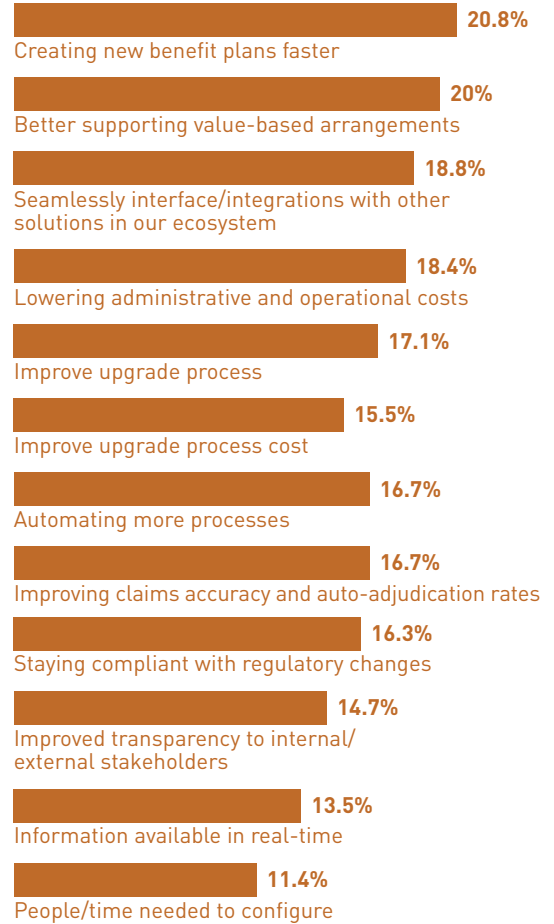 20.8%
Creating new benefit plans faster
20%
Better supporting value-based arrangements
18.8%
Seamlessly interface/integrations with other
solutions in our ecosystem
18.4%
Lowering administrative and operational costs
17.1%
Improve upgrade process
15.5%
Improve upgrade process cost
16.7%
Automating more processes
16.7%
Improving claims accuracy and auto-adjudication rates
16.3%
Staying compliant with regulatory changes
14.7%
Improved transparency to internal/
external stakeholders
13.5%
Information available in real-time
11.4%
People/time needed to configure